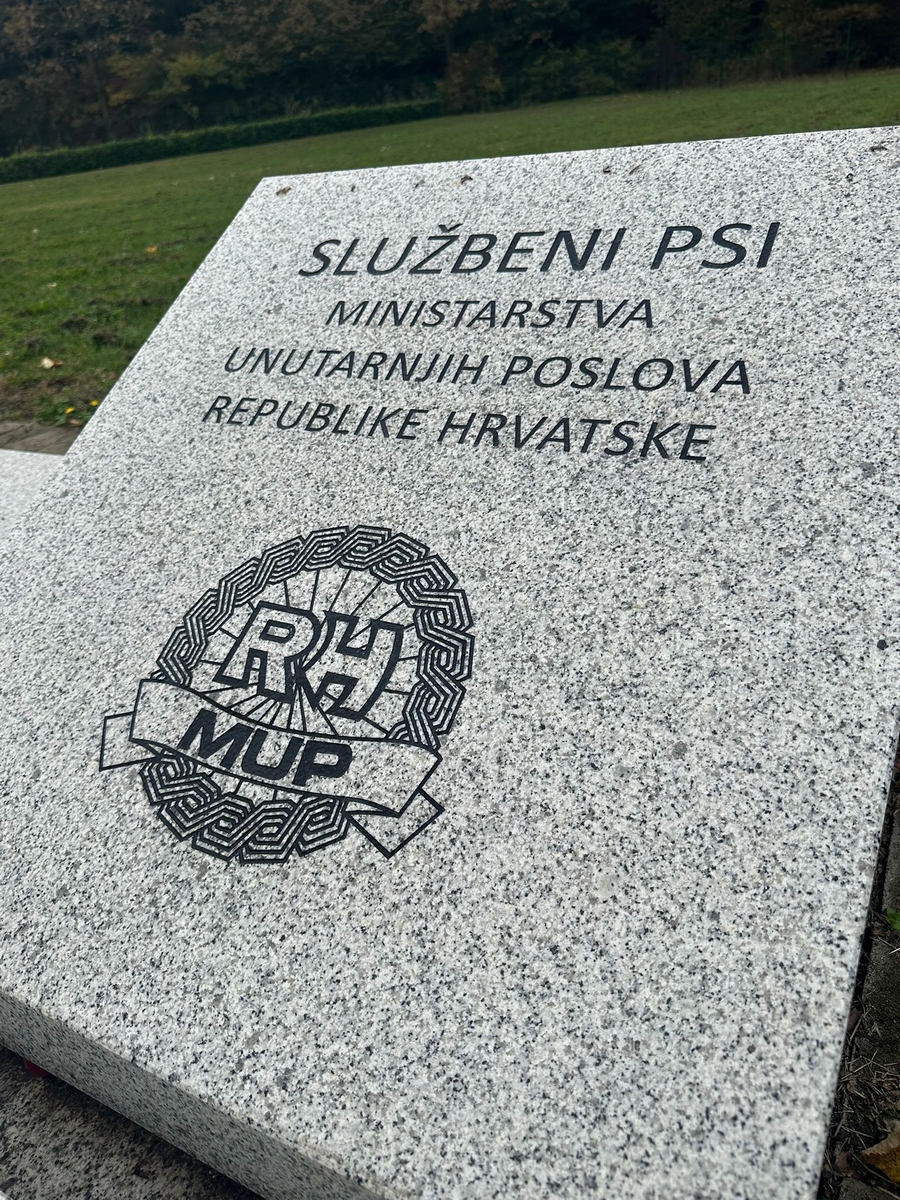 SLUŽBENI PSI
MINISTARSTVA
UNUTARNJIH POSLOVA
REPUBLIKE HRVATSKE
RH
MUP